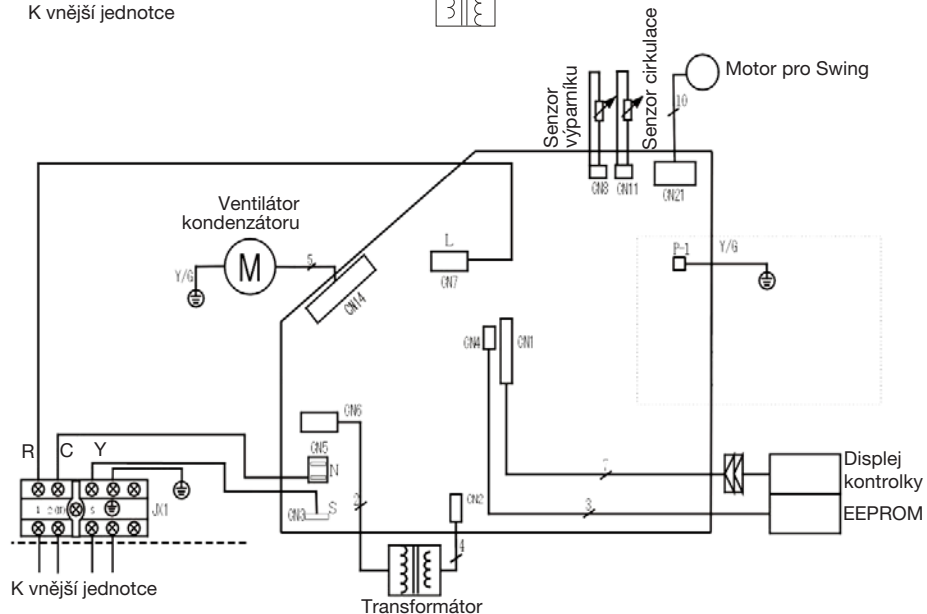 K vnější jednotce
Senzor
výparníku
Senzor cirkulace
Motor pro Swing
10
CN8
CN11
CN21
Ventilátor
kondenzátoru
M
5
Y/G
CN14
L
CN7
P-1
Y/G
CN4
CN1
CN6
CN5
N
R
C
Y
JX1
CN3
S
2
CN2
3
4
Displej
kontrolky
EEPROM
K vnější jednotce
Transformátor